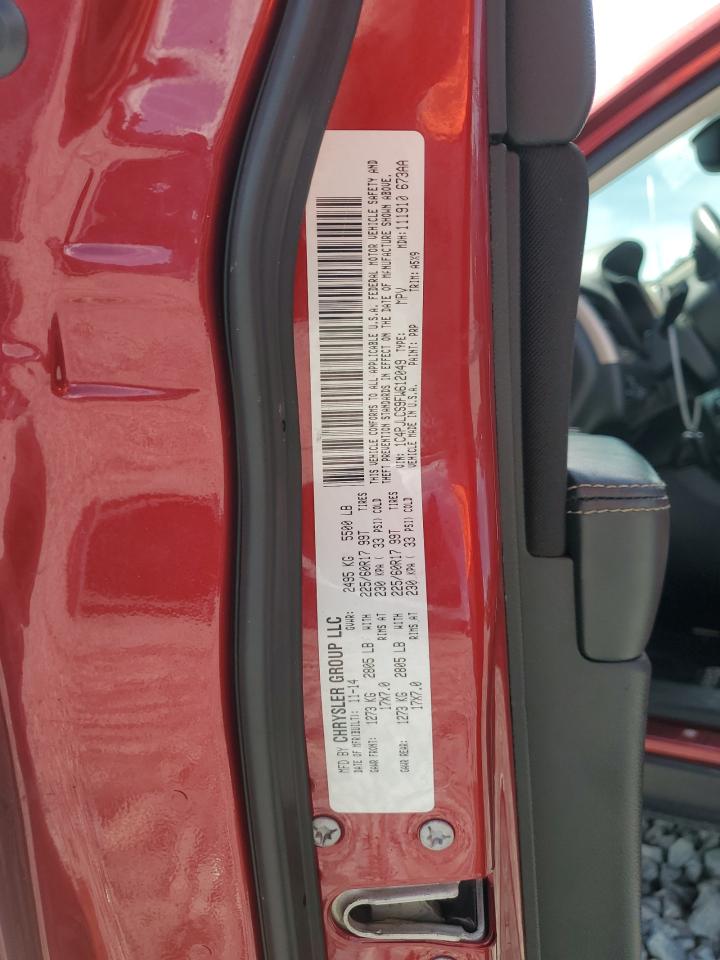 MFD BY CHRYSLER GROUP LLC
DATE OF MFR(BUILT): 11-14 GVWR: 2495 KG 5500 LB
GAWR FRONT: 1273 KG 2805 LB WITH 225/60R17 99T TIRES
17X7.0 RIMS AT 230 KPA ( 33 PSI) COLD
GAWR REAR: 1273 KG 2805 LB WITH 225/60R17 99T TIRES
17X7.0 RIMS AT 230 KPA ( 33 PSI) COLD
THIS VEHICLE CONFORMS TO ALL APPLICABLE U.S.A. FEDERAL MOTOR VEHICLE SAFETY AND
THEFT PREVENTION STANDARDS IN EFFECT ON THE DATE OF MANUFACTURE SHOWN ABOVE.
VIN: 1C4PJLCS9FW612049 TYPE: MPV MDH: 111910 673AA
VEHICLE MADE IN U.S.A. PAINT: PRP TRIM: A5X9